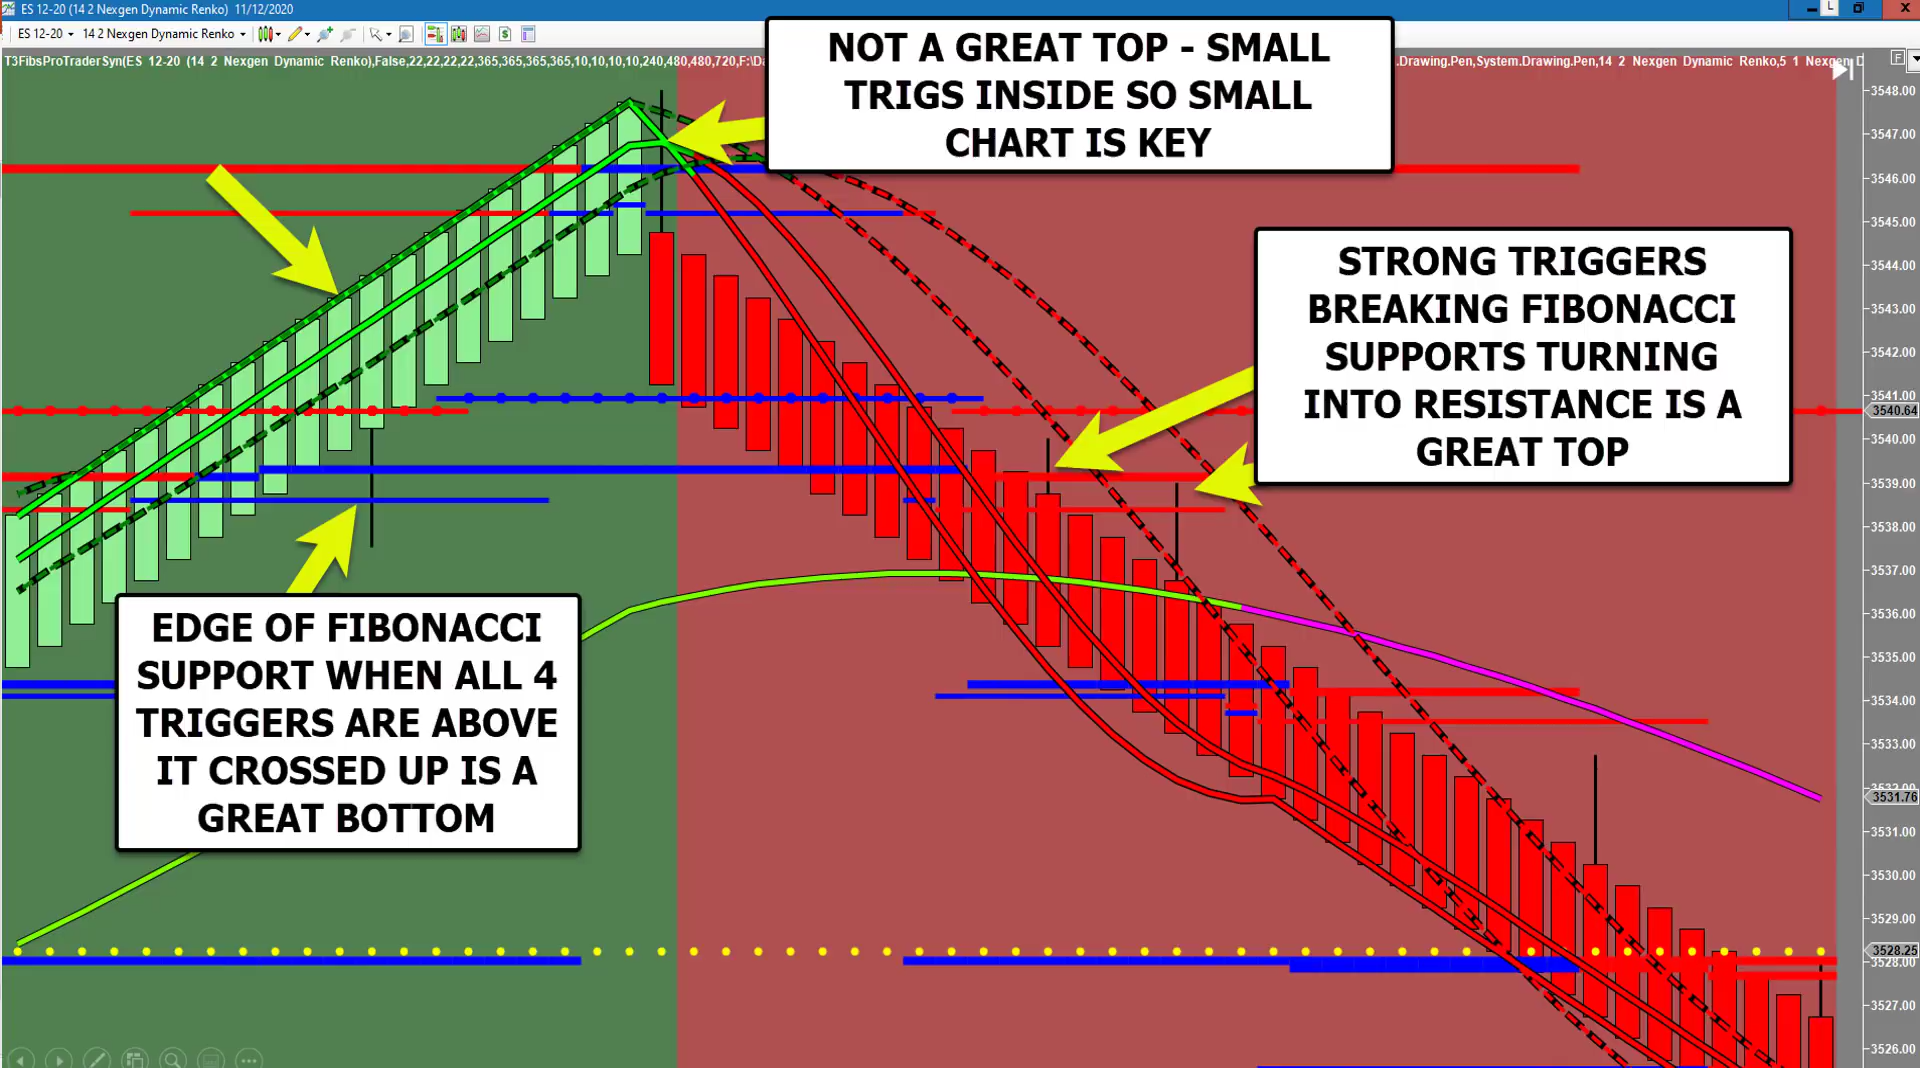 ES 12-20 (14 2 Nexgen Dynamic Renko) 11/12/2020
ES 12-20 14 2 Nexgen Dynamic Renko
T3FibsProTraderSyn(ES 12-20 (14 2 Nexgen Dynamic Renko),False,22,22,22,22,365,365,365,365,10,10,10,10,240,480,480,720,F:\Da
.Drawing.Pen,System.Drawing.Pen,14 2 Nexgen Dynamic Renko,5 1 Nexgen D
F
NOT A GREAT TOP - SMALL
TRIGS INSIDE SO SMALL
CHART IS KEY
STRONG TRIGGERS
BREAKING FIBONACCI
SUPPORTS TURNING
INTO RESISTANCE IS A
GREAT TOP
EDGE OF FIBONACCI
SUPPORT WHEN ALL 4
TRIGGERS ARE ABOVE
IT CROSSED UP IS A
GREAT BOTTOM
3548.00
3547.00
3546.00
3545.00
3544.00
3543.00
3542.00
3541.00
3540.64
3540.00
3539.00
3538.00
3537.00
3536.00
3535.00
3534.00
3533.00
3531.76
3531.00
3530.00
3529.00
3528.25
3528.00
3527.00
3526.00